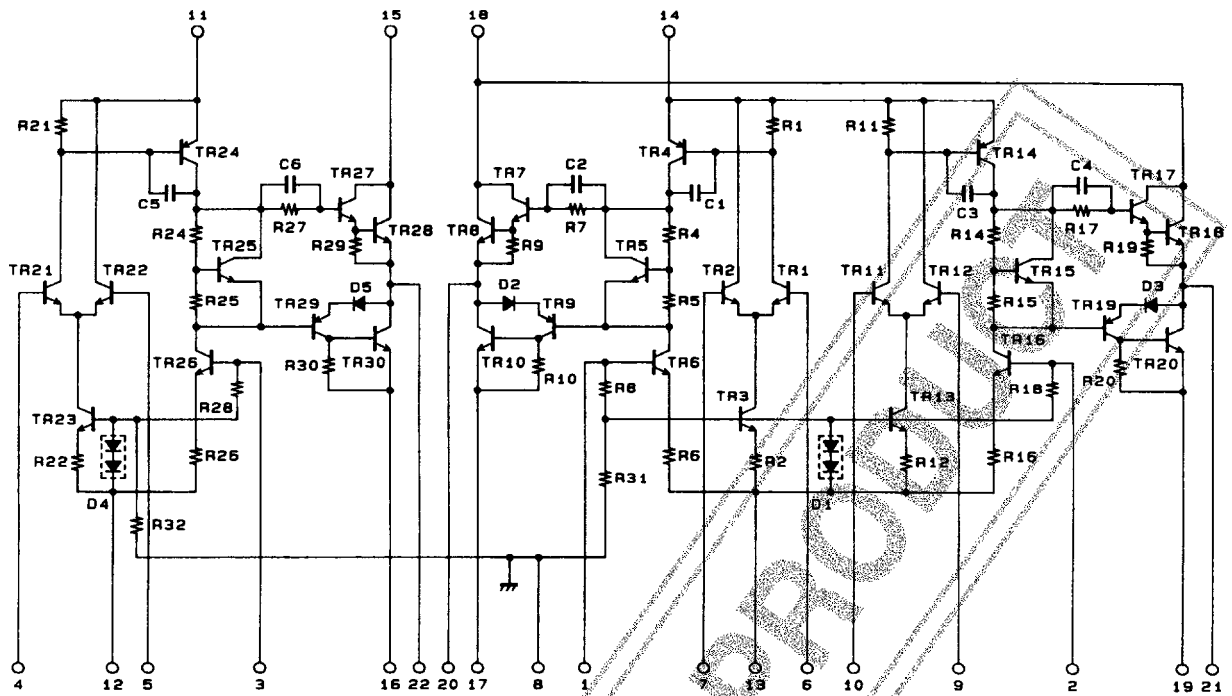 11 15 18 14
R21 R1 R11
TR24 TR4 TR14
C6 TR27 TR7 C2 C4 TR17
C5 C1 C3
R27 R7 R17
R24 R29 TR28 TR8 R9 R4 R14 R19 TR18
TR25 TR5 TR15
TR21 TR22 TR2 TR1 TR11 TR12
R25 D5 D2 R5 R15 D3
TR29 TR9 TR19
TR26 R30 TR30 TR10 R10 TR6 TR16 R20 TR20
R28 R8 R18
TR23 TR3 TR13
R22 R26 R31 R6 R2 R12 R16
D4 R32 D1
4 12 5 3 16 22 20 17 8 1 7 13 6 10 9 2 19 21
PRODUCT